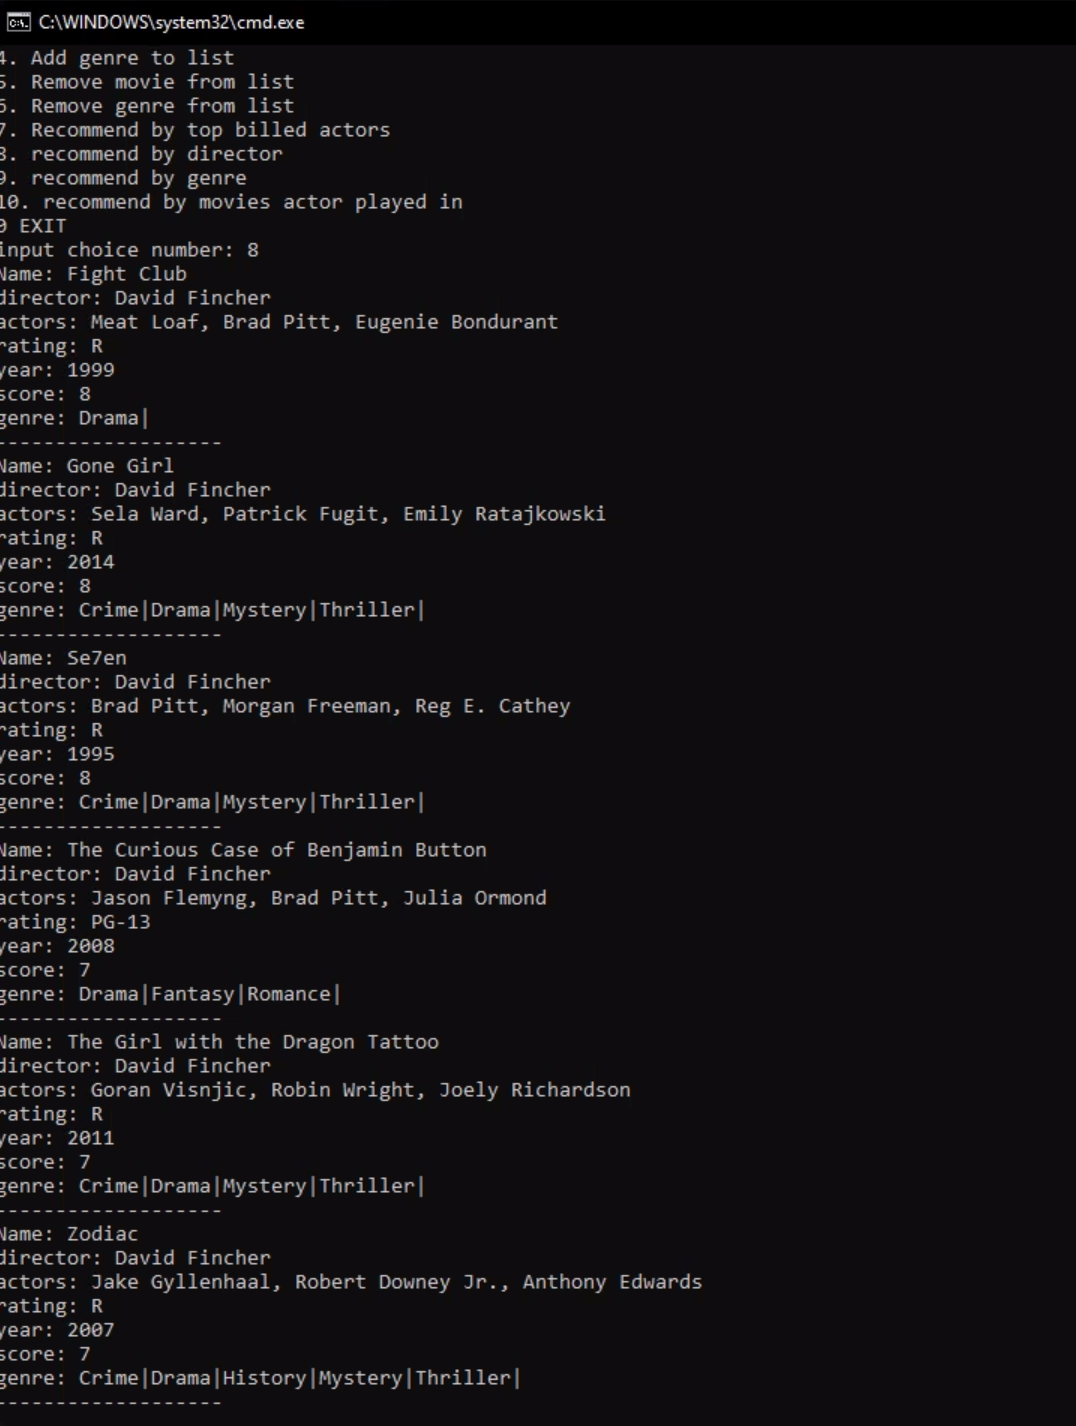 C:\WINDOWS\system32\cmd.exe
4. Add genre to list
5. Remove movie from list
6. Remove genre from list
7. Recommend by top billed actors
8. recommend by director
9. recommend by genre
10. recommend by movies actor played in
0 EXIT
input choice number: 8
Name: Fight Club
director: David Fincher
actors: Meat Loaf, Brad Pitt, Eugenie Bondurant
rating: R
year: 1999
score: 8
genre: Drama|
-------------------
Name: Gone Girl
director: David Fincher
actors: Sela Ward, Patrick Fugit, Emily Ratajkowski
rating: R
year: 2014
score: 8
genre: Crime|Drama|Mystery|Thriller|
-------------------
Name: Se7en
director: David Fincher
actors: Brad Pitt, Morgan Freeman, Reg E. Cathey
rating: R
year: 1995
score: 8
genre: Crime|Drama|Mystery|Thriller|
-------------------
Name: The Curious Case of Benjamin Button
director: David Fincher
actors: Jason Flemyng, Brad Pitt, Julia Ormond
rating: PG-13
year: 2008
score: 7
genre: Drama|Fantasy|Romance|
-------------------
Name: The Girl with the Dragon Tattoo
director: David Fincher
actors: Goran Visnjic, Robin Wright, Joely Richardson
rating: R
year: 2011
score: 7
genre: Crime|Drama|Mystery|Thriller|
-------------------
Name: Zodiac
director: David Fincher
actors: Jake Gyllenhaal, Robert Downey Jr., Anthony Edwards
rating: R
year: 2007
score: 7
genre: Crime|Drama|History|Mystery|Thriller|
-------------------